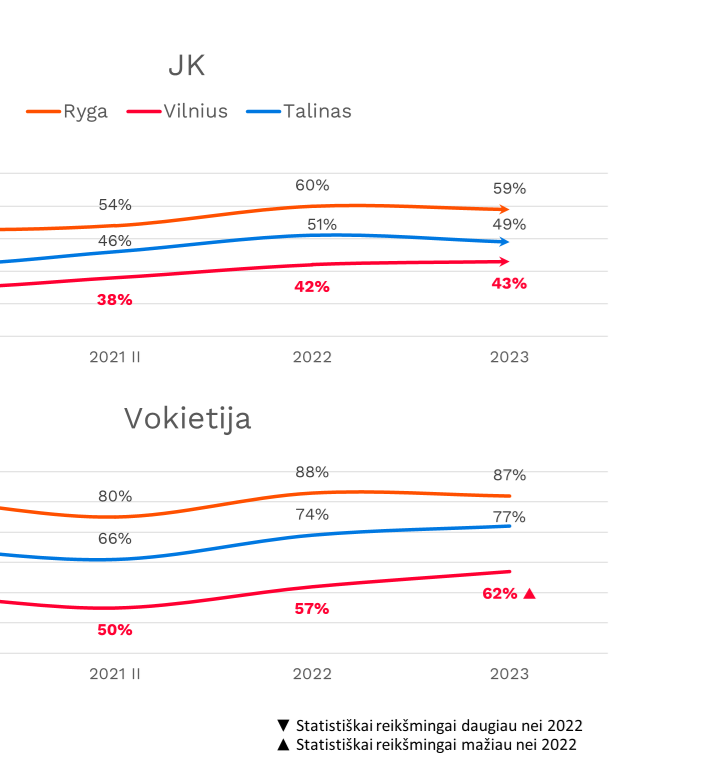 JK
Ryga Vilnius Talinas
60% 59%
54% 51% 49%
46%
38% 42% 43%
2021 II 2022 2023
Vokietija
88% 87%
80%
74% 77%
66%
62% ▲
50% 57%
2021 II 2022 2023
▼ Statistiškai reikšmingai daugiau nei 2022
▲ Statistiškai reikšmingai mažiau nei 2022